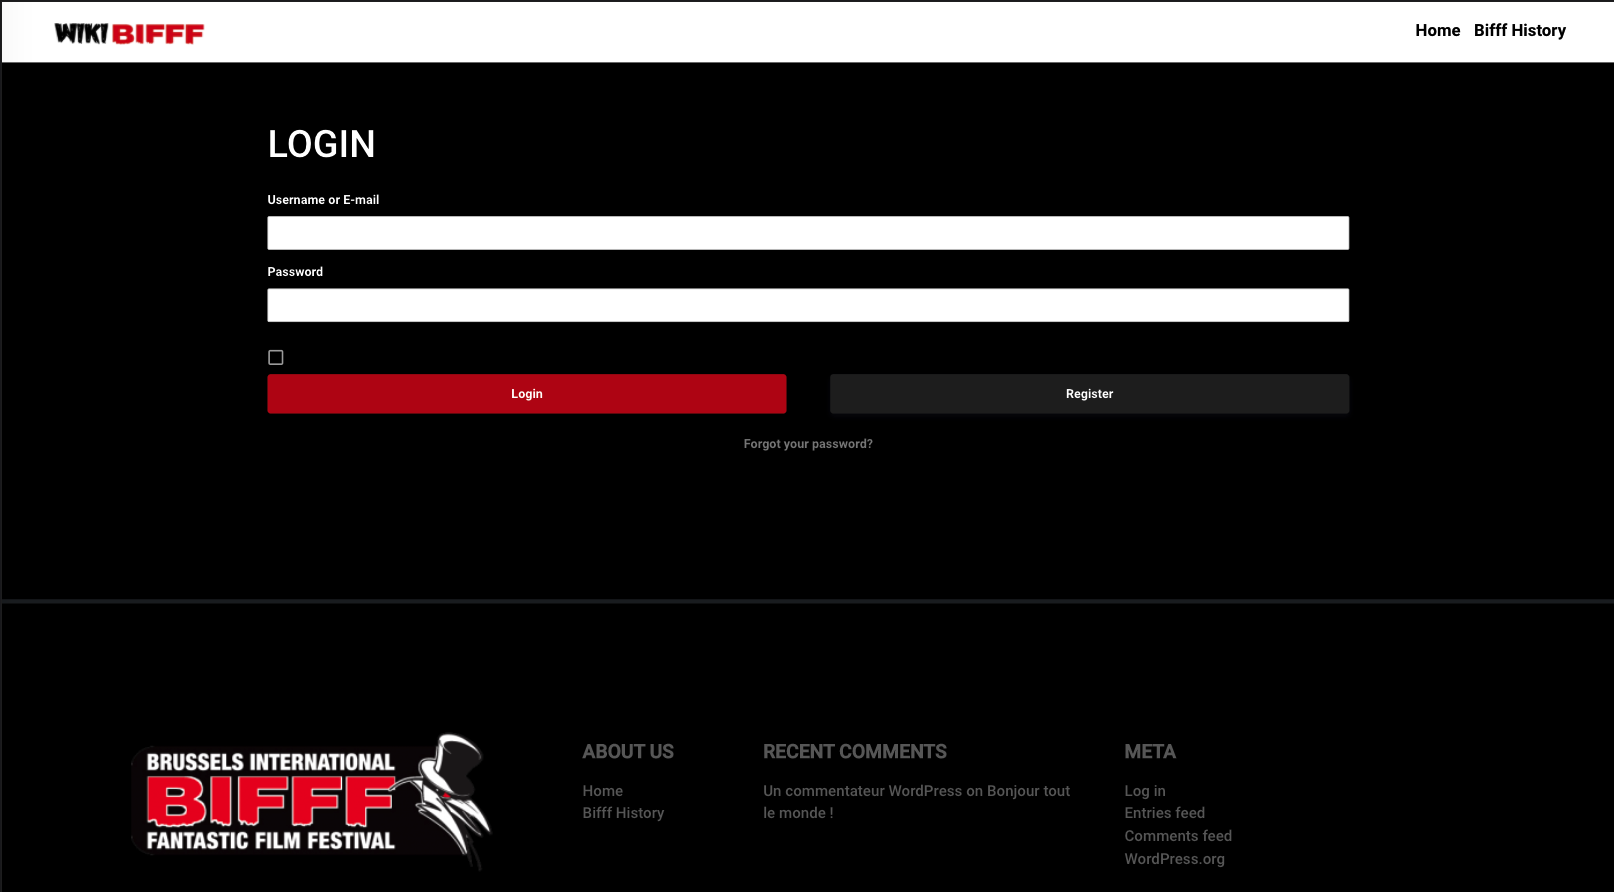 WIKI BIFFF
Home Bifff History
LOGIN
Username or E-mail
Password
Login
Register
Forgot your password?
BRUSSELS INTERNATIONAL
BIFFF
FANTASTIC FILM FESTIVAL
ABOUT US
Home
Bifff History
RECENT COMMENTS
Un commentateur WordPress on Bonjour tout
le monde !
META
Log in
Entries feed
Comments feed
WordPress.org